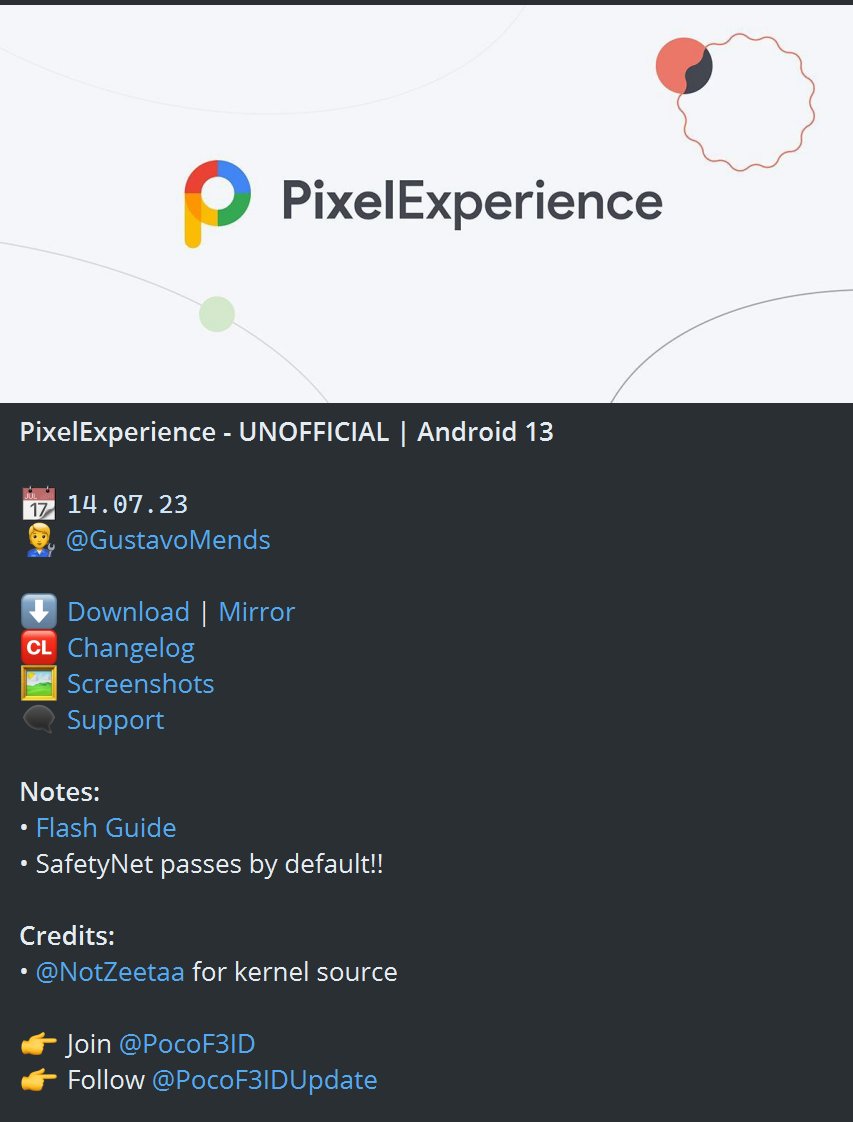 PixelExperience
PixelExperience - UNOFFICIAL | Android 13
📆 14.07.23
👨‍🔧 @GustavoMends
⬇️ Download | Mirror
🆑 Changelog
🖼 Screenshots
🗨 Support
Notes:
• Flash Guide
• SafetyNet passes by default!!
Credits:
• @NotZeetaa for kernel source
👉 Join @PocoF3ID
👉 Follow @PocoF3IDUpdate